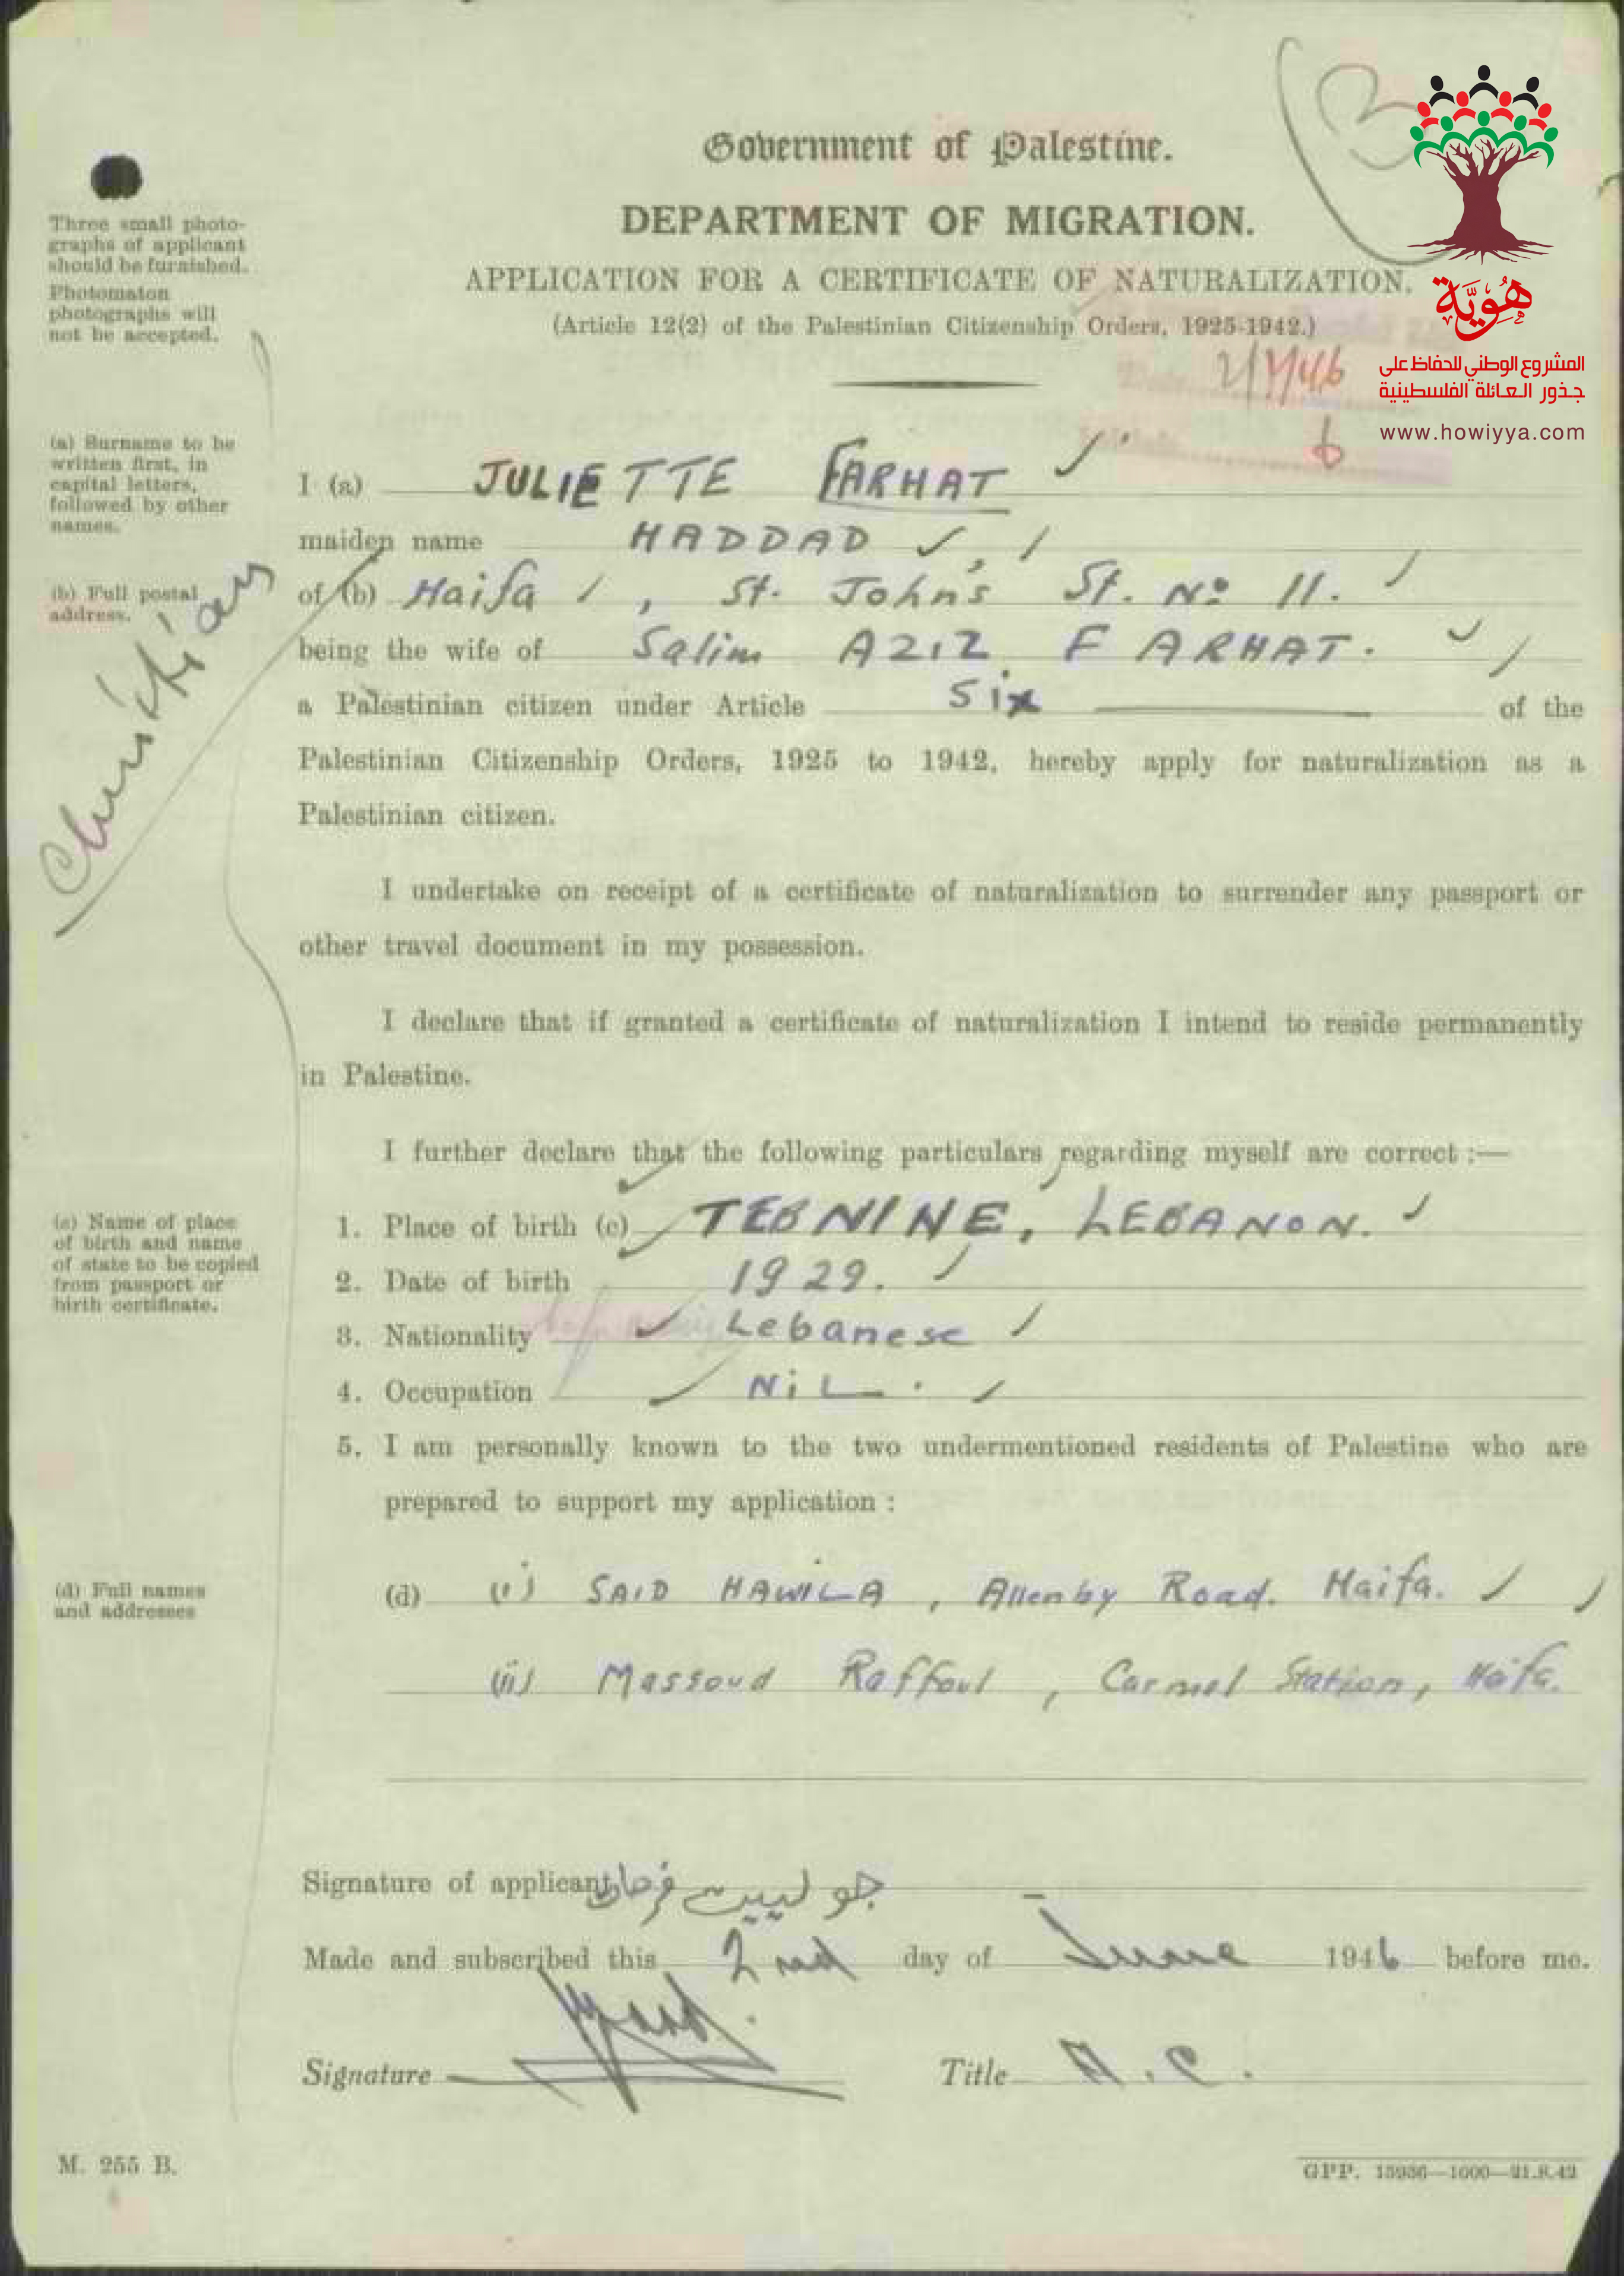 Government of Palestine.
DEPARTMENT OF MIGRATION.
APPLICATION FOR A CERTIFICATE OF NATURALIZATION.
(Article 12(2) of the Palestinian Citizenship Orders, 1925-1942.)
هُويَّة
المشروع الوطني للحفاظ على
جذور العائلة الفلسطينية
www.howiyya.com
Three small photo-
graphs of applicant
should be furnished.
Photomaton
photographs will
not be accepted.
(a) Surname to be
written first, in
capital letters,
followed by other
names.
(b) Full postal
address.
Christian
I (a) JULIETTE FARHAT
maiden name HADDAD
of (b) Haifa, St. John's St. No 11.
being the wife of Salim AZIZ FARHAT.
a Palestinian citizen under Article Six of the
Palestinian Citizenship Orders, 1925 to 1942, hereby apply for naturalization as a
Palestinian citizen.
I undertake on receipt of a certificate of naturalization to surrender any passport or
other travel document in my possession.
I declare that if granted a certificate of naturalization I intend to reside permanently
in Palestine.
I further declare that the following particulars regarding myself are correct :—
(c) Name of place
of birth and name
of state to be copied
from passport or
birth certificate.
1. Place of birth (c) TEBNINE, LEBANON.
2. Date of birth 1929.
3. Nationality Lebanese
4. Occupation NiL.
5. I am personally known to the two undermentioned residents of Palestine who are
prepared to support my application :
(d) Full names
and addresses
(d) (i) SAID HAWILA, Allenby Road. Haifa.
(ii) Massoud Raffoul, Carmel Station, Haifa.
Signature of applicant جولييت فرحات
Made and subscribed this 2nd day of June 1946 before me.
Signature Title A.C.
M. 255 B.
GPP. 15936—1000—21.8.42